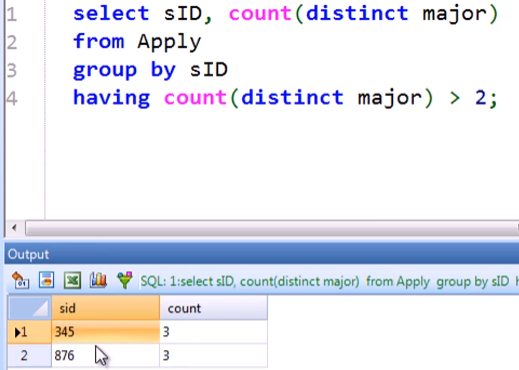 1 select sID, count(distinct major)
2 from Apply
3 group by sID
4 having count(distinct major) > 2;
Output
SQL: 1:select sID, count(distinct major) from Apply group by sID
sid count
1 345 3
2 876 3